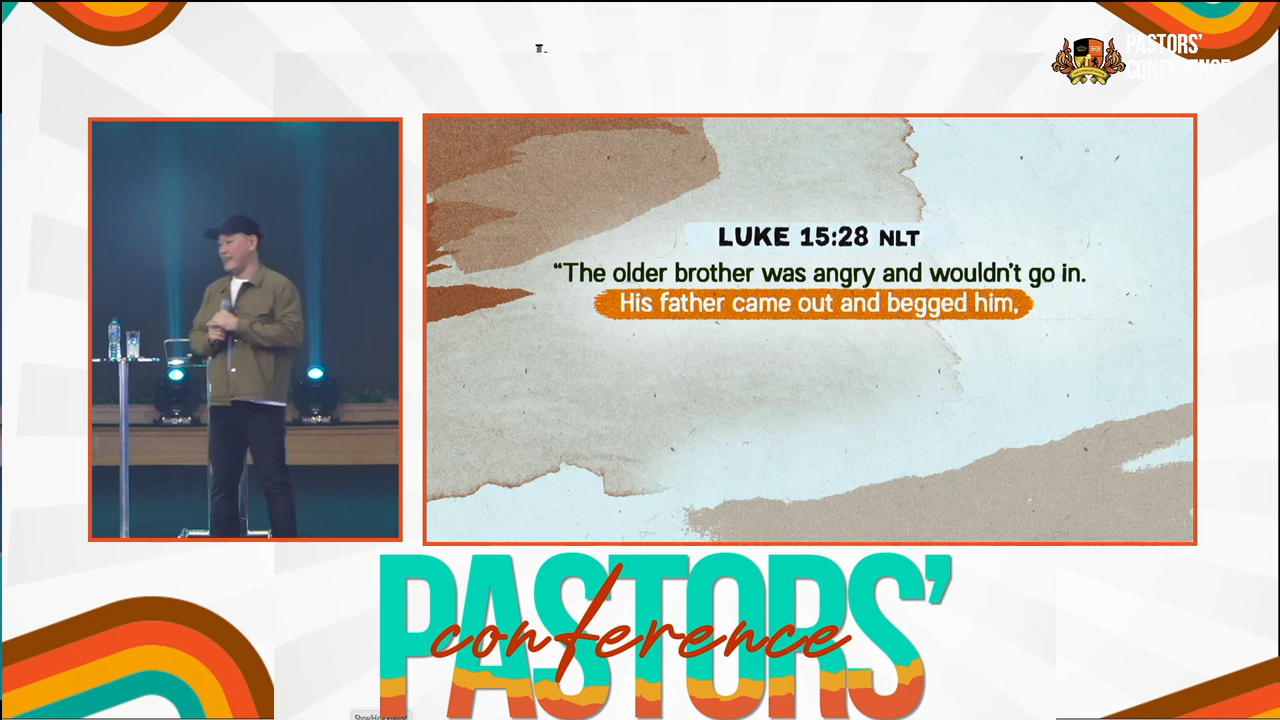 PASTORS'
CONFERENCE
LUKE 15:28 NLT
“The older brother was angry and wouldn't go in.
His father came out and begged him,
PASTORS'
conference